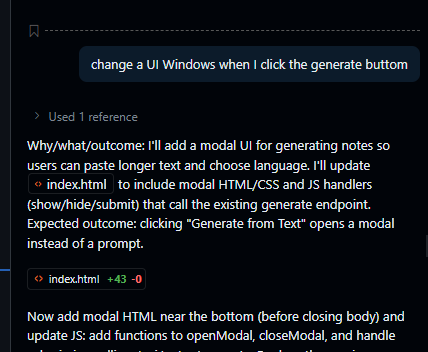 change a UI Windows when I click the generate buttom
Used 1 reference
Why/what/outcome: I'll add a modal UI for generating notes so
users can paste longer text and choose language. I'll update
<> index.html to include modal HTML/CSS and JS handlers
(show/hide/submit) that call the existing generate endpoint.
Expected outcome: clicking "Generate from Text" opens a modal
instead of a prompt.
<> index.html +43 -0
Now add modal HTML near the bottom (before closing body) and
update JS: add functions to openModal, closeModal, and handle